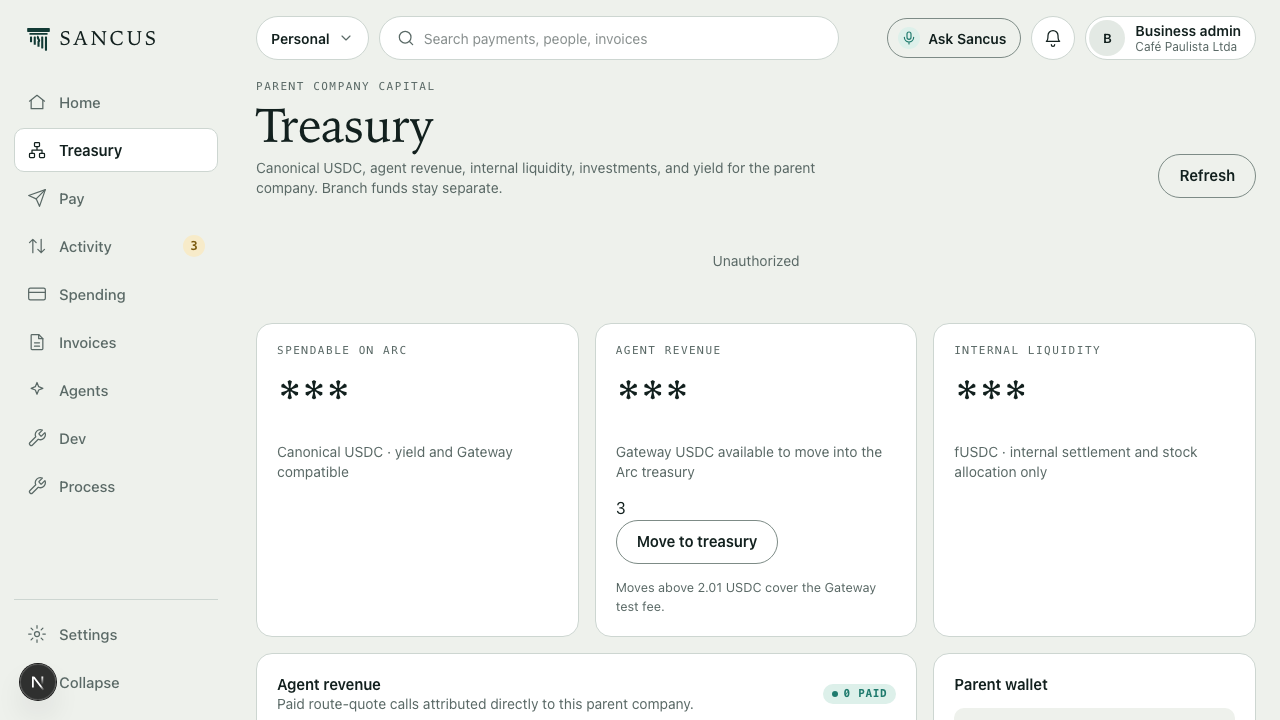 SANCUS
Personal
Search payments, people, invoices
Ask Sancus
B
Business admin
Café Paulista Ltda
Home
Treasury
Pay
Activity
3
Spending
Invoices
Agents
Dev
Process
Settings
N
Collapse
PARENT COMPANY CAPITAL
Treasury
Canonical USDC, agent revenue, internal liquidity, investments, and yield for the parent
company. Branch funds stay separate.
Refresh
Unauthorized
SPENDABLE ON ARC
***
Canonical USDC · yield and Gateway
compatible
AGENT REVENUE
***
Gateway USDC available to move into the
Arc treasury
3
Move to treasury
Moves above 2.01 USDC cover the Gateway
test fee.
INTERNAL LIQUIDITY
***
fUSDC · internal settlement and stock
allocation only
Agent revenue
Paid route-quote calls attributed directly to this parent company.
0 PAID
Parent wallet